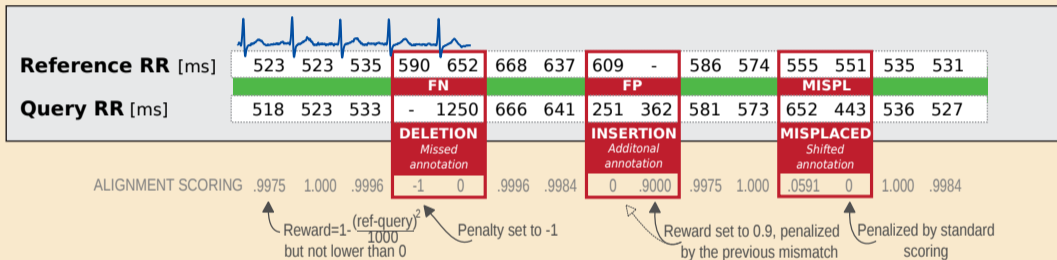 Reference RR [ms] 523 523 535 590 652 668 637 609 - 586 574 555 551 535 531
FN FP MISPL
Query RR [ms] 518 523 533 - 1250 666 641 251 362 581 573 652 443 536 527
DELETION INSERTION MISPLACED
Missed Additonal Shifted
annotation annotation annotation
ALIGNMENT SCORING .9975 1.000 .9996 -1 0 .9996 .9984 0 .9000 .9975 1.000 .0591 0 1.000 .9984
Reward=1-(ref-query)²/1000
but not lower than 0
Penalty set to -1
Reward set to 0.9, penalized
by the previous mismatch
Penalized by standard
scoring